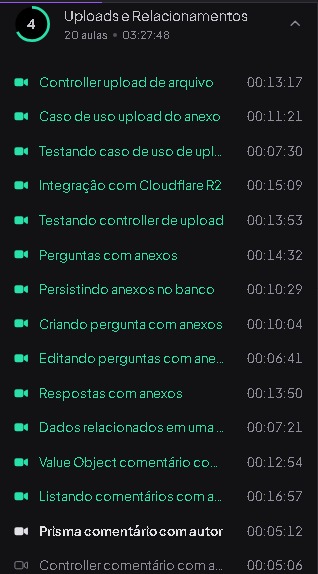 4
Uploads e Relacionamentos
20 aulas • 03:27:48
Controller upload de arquivo 00:13:17
Caso de uso upload do anexo 00:11:21
Testando caso de uso de upl... 00:07:30
Integração com Cloudflare R2 00:15:09
Testando controller de upload 00:13:53
Perguntas com anexos 00:14:32
Persistindo anexos no banco 00:10:29
Criando pergunta com anexos 00:10:04
Editando perguntas com ane... 00:06:41
Respostas com anexos 00:13:50
Dados relacionados em uma ... 00:07:21
Value Object comentário co... 00:12:54
Listando comentários com a... 00:16:57
Prisma comentário com autor 00:05:12
Controller comentário com a... 00:05:06